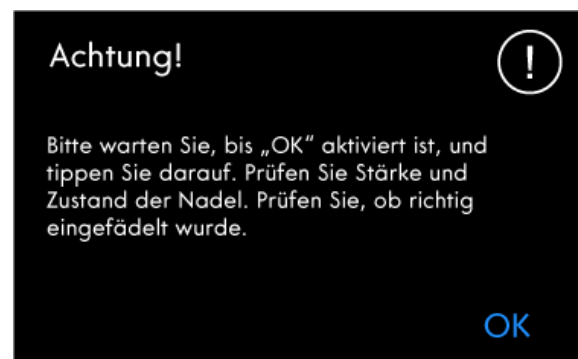 Achtung!
!
Bitte warten Sie, bis „OK“ aktiviert ist, und
tippen Sie darauf. Prüfen Sie Stärke und
Zustand der Nadel. Prüfen Sie, ob richtig
eingefädelt wurde.
OK